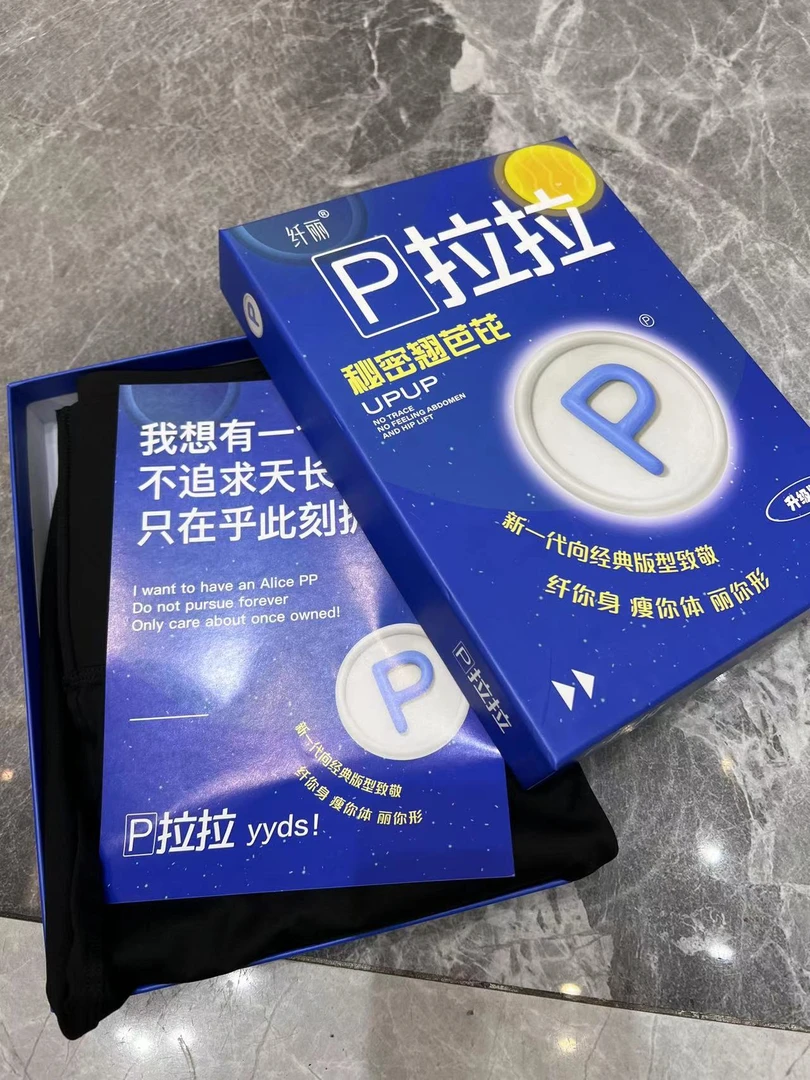 纤丽®
P拉拉
秘密翘芭芘
UPUP
NO TRACE
NO FEELING ABDOMEN
AND HIP LIFT
P
®
P
升级
新一代向经典版型致敬
纤你身 瘦你体 丽你形
P拉拉
我想有一
不追求天长
只在乎此刻
I want to have an Alice PP
Do not pursue forever
Only care about once owned!
P
新一代向经典版型致敬
纤你身 瘦你体 丽你形
P拉拉 yyds!